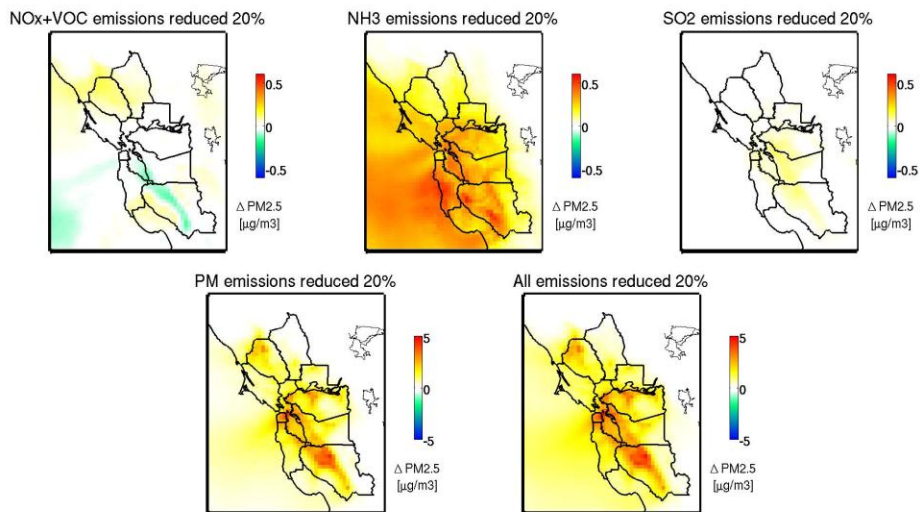 NOx+VOC emissions reduced 20%
NH3 emissions reduced 20%
SO2 emissions reduced 20%
0.5
0
-0.5
Δ PM2.5
[µg/m3]
0.5
0
-0.5
Δ PM2.5
[µg/m3]
0.5
0
-0.5
Δ PM2.5
[µg/m3]
PM emissions reduced 20%
All emissions reduced 20%
5
0
-5
Δ PM2.5
[µg/m3]
5
0
-5
Δ PM2.5
[µg/m3]